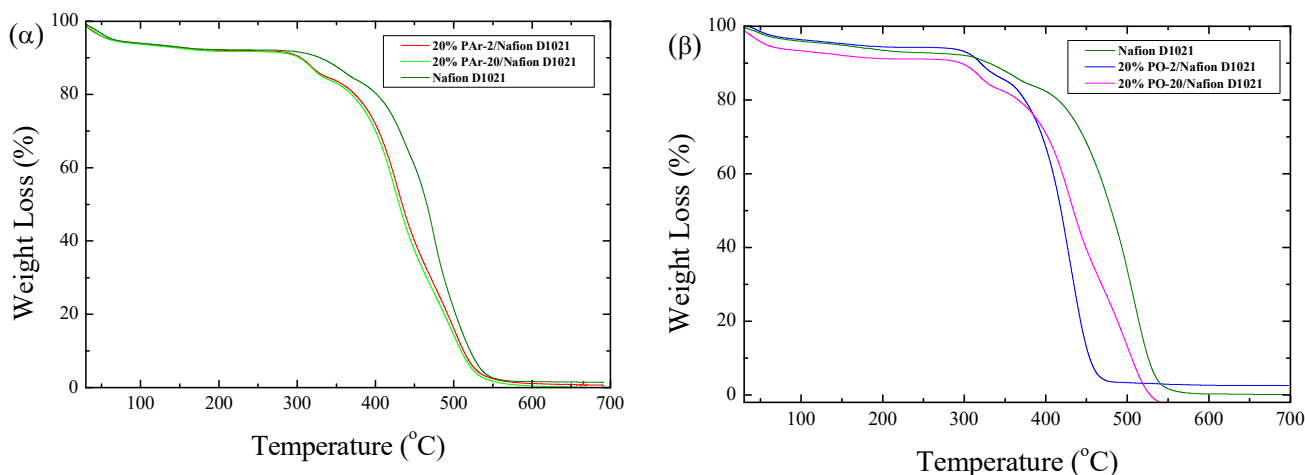 (α)
Weight Loss (%)
100
80
60
40
20
0
20% PAr-2/Nafion D1021
20% PAr-20/Nafion D1021
Nafion D1021
100 200 300 400 500 600 700
Temperature (°C)
(β)
Weight Loss (%)
100
80
60
40
20
0
Nafion D1021
20% PO-2/Nafion D1021
20% PO-20/Nafion D1021
100 200 300 400 500 600 700
Temperature (°C)